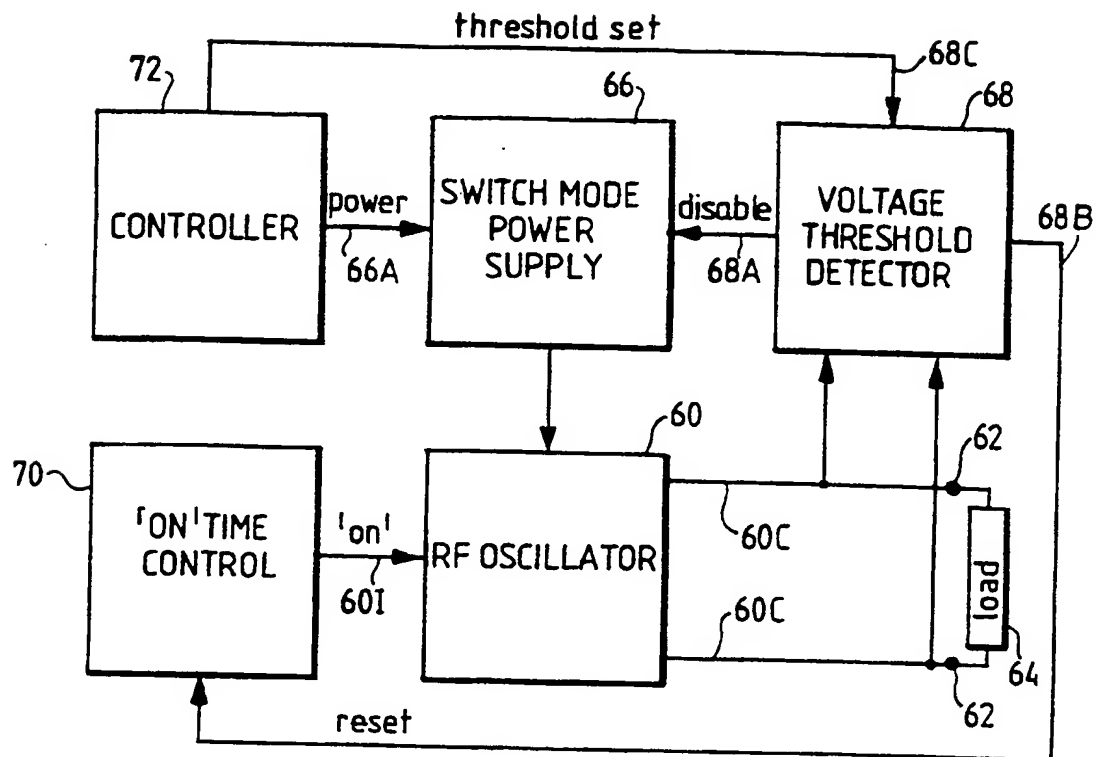 threshold set
68C
72
66
68
CONTROLLER
power
66A
SWITCH MODE
POWER
SUPPLY
disable
68A
VOLTAGE
THRESHOLD
DETECTOR
68B
60
62
70
'ON' TIME
CONTROL
'on'
60I
RF OSCILLATOR
60C
load
60C
64
62
reset